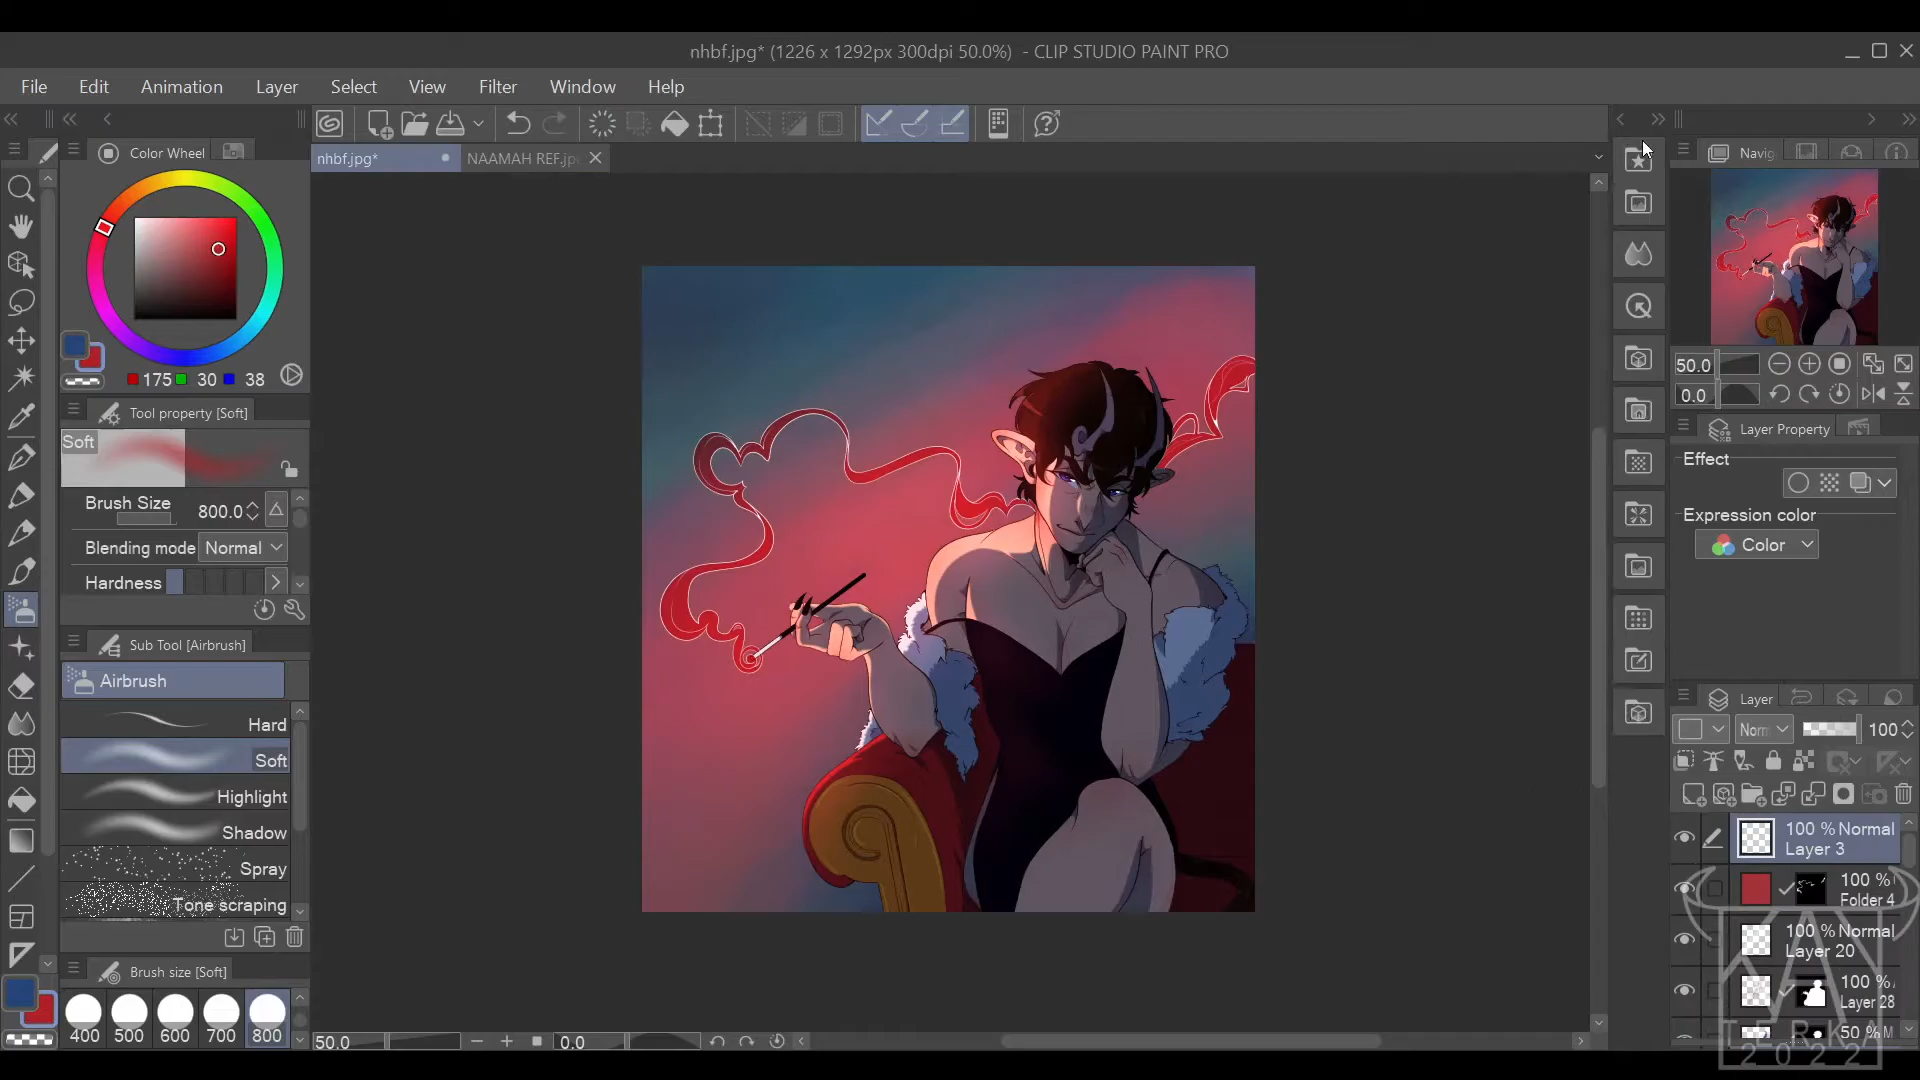 nhbf.jpg* (1226 x 1292px 300dpi 50.0%) - CLIP STUDIO PAINT PRO
File Edit Animation Layer Select View Filter Window Help
nhbf.jpg* NAAMAH REF.jp
Color Wheel
175 30 38
Tool property [Soft]
Soft
Brush Size 800.0
Blending mode Normal
Hardness
Sub Tool [Airbrush]
Airbrush
Hard
Soft
Highlight
Shadow
Spray
Tone scraping
Brush size [Soft]
400 500 600 700 800
50.0 0.0
Navig
50.0
0.0
Layer Property
Effect
Expression color
Color
Layer
Norm 100
100 % Normal
Layer 3
100 %
Folder 4
100 % Normal
Layer 20
100 %
Layer 28
50 % M
KAN
TERKA
2022